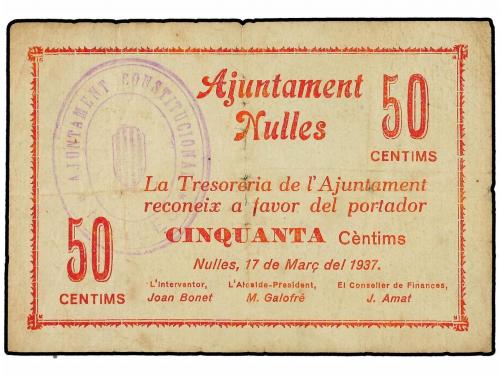 AJUNTAMENT CONSTITUCIONAL
Ajuntament
Nulles
50
CENTIMS
La Tresoreria de l'Ajuntament
reconeix a favor del portador
CINQUANTA Cèntims
50
CENTIMS
Nulles, 17 de Març del 1937.
L'Interventor, L'Alcalde-President, El Conseller de Finances,
Joan Bonet M. Galofré J. Amat